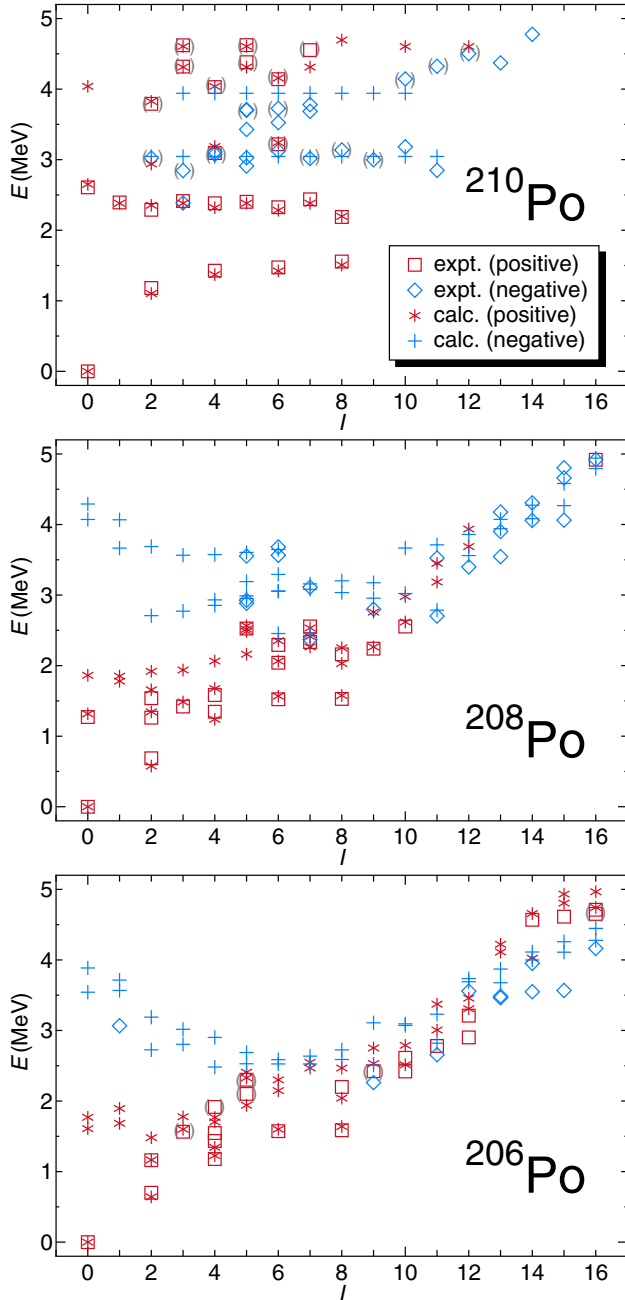 5
4
3
2
1
0
E (MeV)
²¹⁰Po
expt. (positive)
expt. (negative)
calc. (positive)
calc. (negative)
0 2 4 6 8 10 12 14 16
I
5
4
3
2
1
0
E (MeV)
²⁰⁸Po
0 2 4 6 8 10 12 14 16
I
5
4
3
2
1
0
E (MeV)
²⁰⁶Po
0 2 4 6 8 10 12 14 16
I